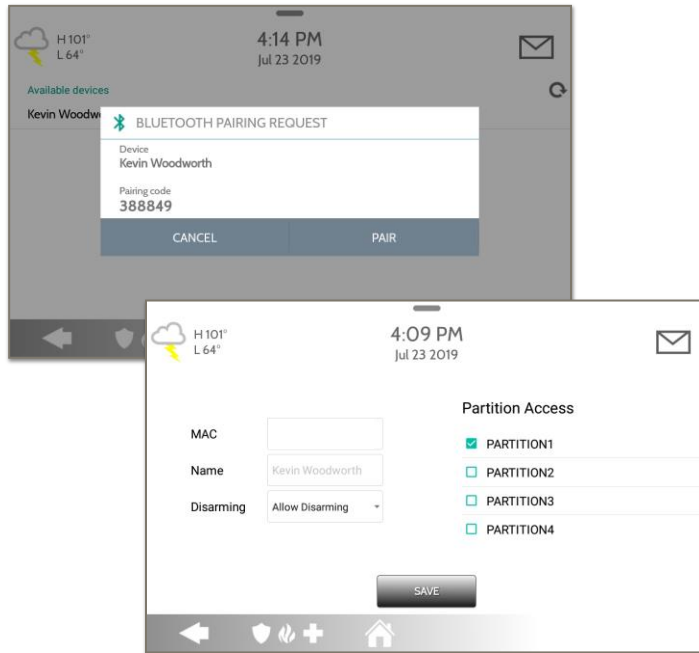 H 101°
L 64°
4:14 PM
Jul 23 2019
Available devices
Kevin Woodw
BLUETOOTH PAIRING REQUEST
Device
Kevin Woodworth
Pairing code
388849
CANCEL PAIR
H 101°
L 64°
4:09 PM
Jul 23 2019
Partition Access
MAC
Name Kevin Woodworth
Disarming Allow Disarming
PARTITION1
PARTITION2
PARTITION3
PARTITION4
SAVE